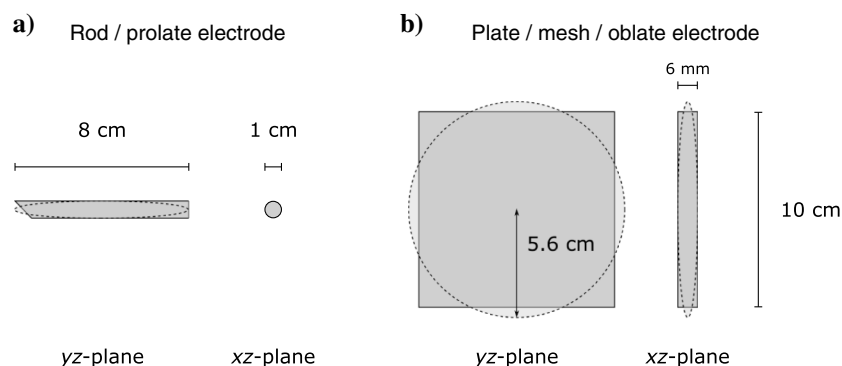 a) Rod / prolate electrode
b) Plate / mesh / oblate electrode
8 cm
1 cm
6 mm
5.6 cm
10 cm
yz-plane
xz-plane
yz-plane
xz-plane